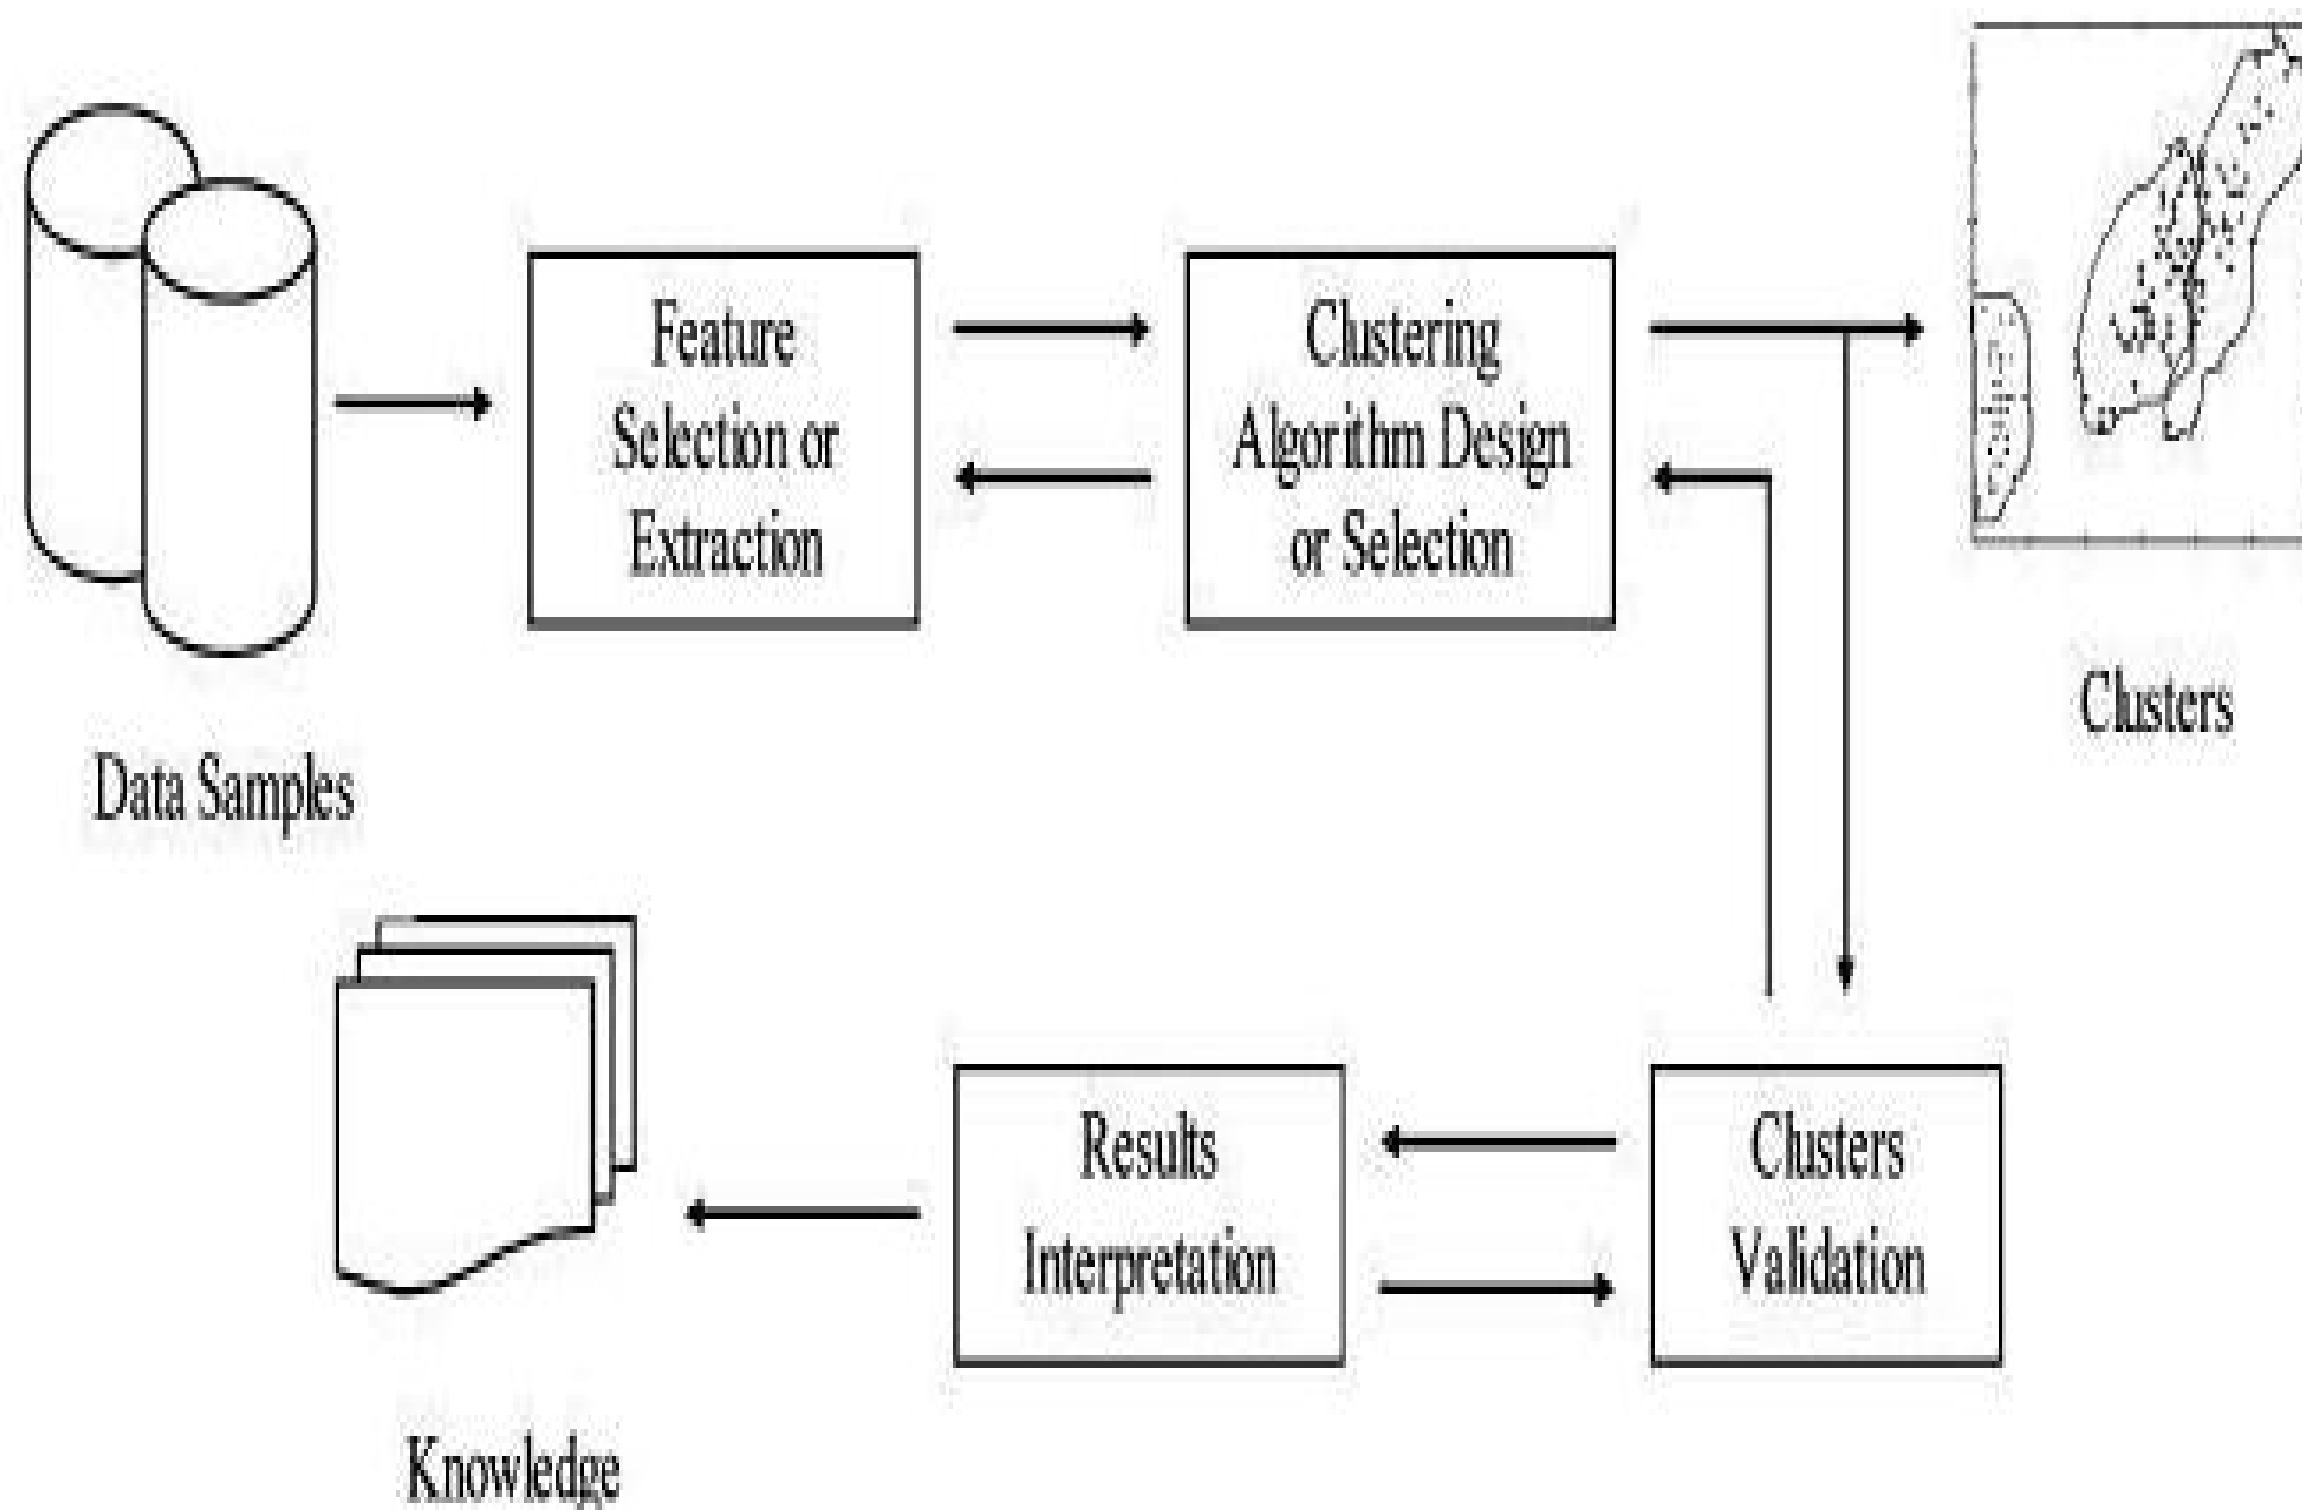 Feature
Selection or
Extraction
Clustering
Algorithm Design
or Selection
Clusters
Data Samples
Results
Interpretation
Clusters
Validation
Knowledge